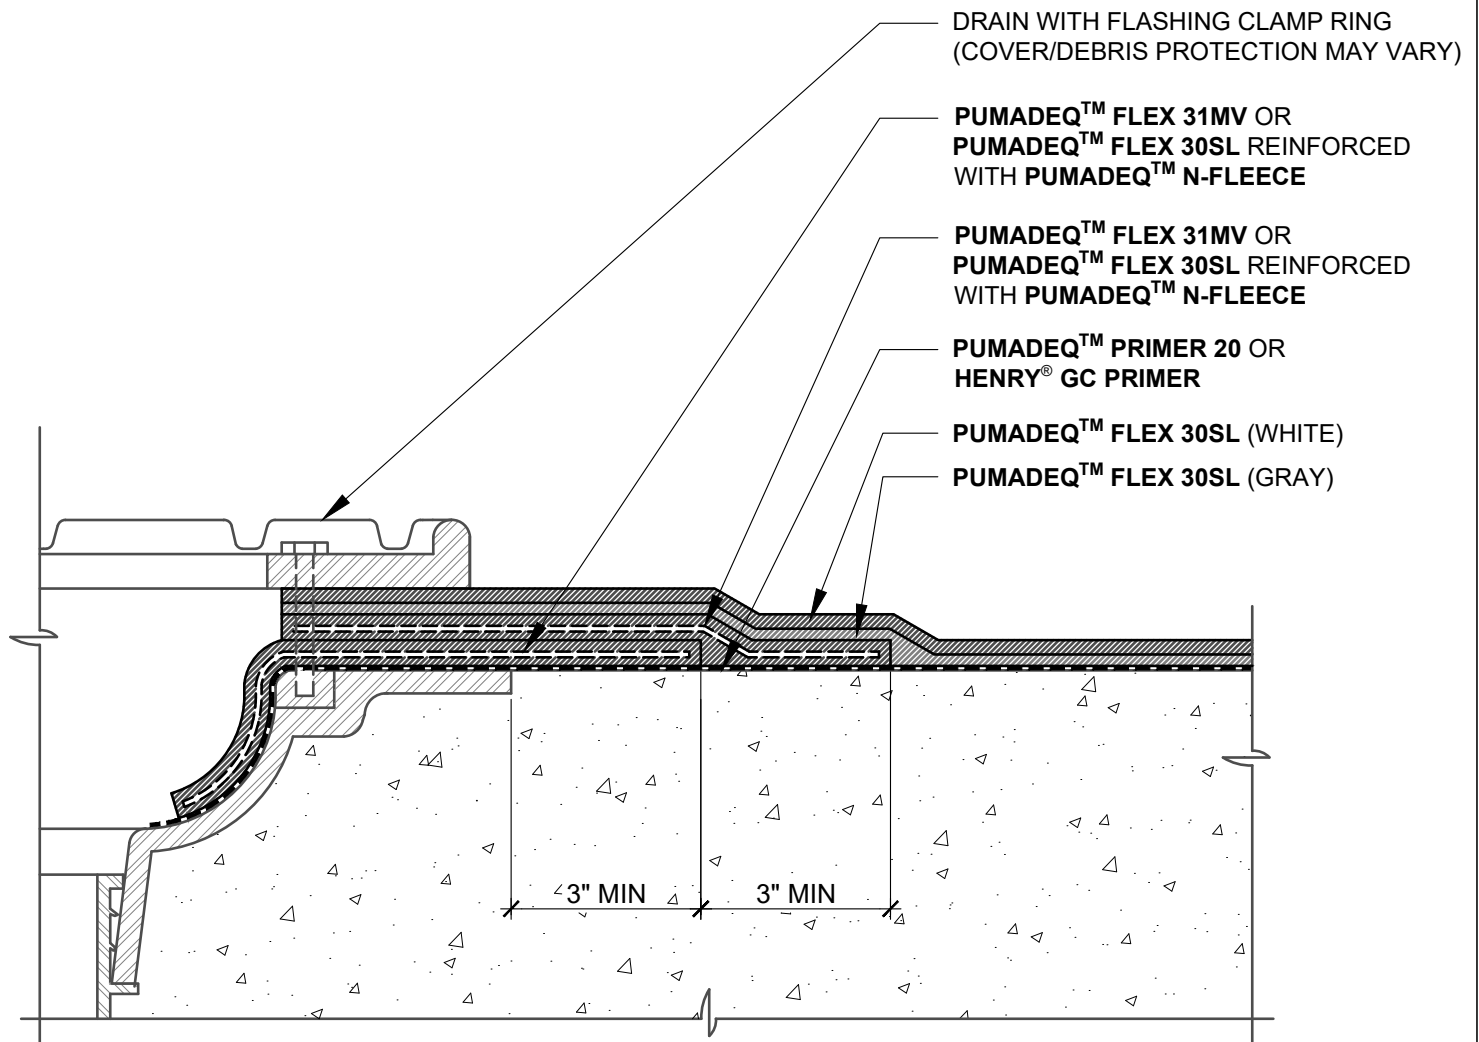 DRAIN WITH FLASHING CLAMP RING
(COVER/DEBRIS PROTECTION MAY VARY)
PUMADEQ™ FLEX 31MV OR
PUMADEQ™ FLEX 30SL REINFORCED
WITH PUMADEQ™ N-FLEECE
PUMADEQ™ FLEX 31MV OR
PUMADEQ™ FLEX 30SL REINFORCED
WITH PUMADEQ™ N-FLEECE
PUMADEQ™ PRIMER 20 OR
HENRY® GC PRIMER
PUMADEQ™ FLEX 30SL (WHITE)
PUMADEQ™ FLEX 30SL (GRAY)
3" MIN 3" MIN